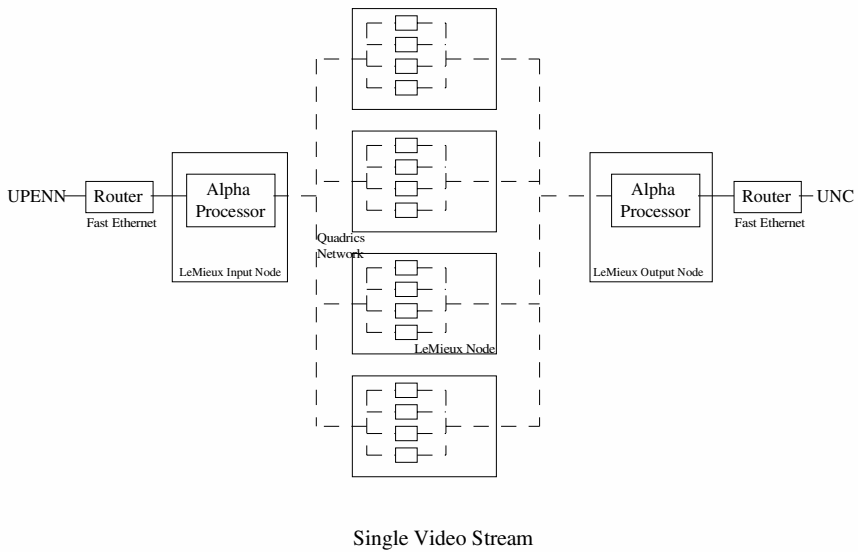 UPENN
Router
Fast Ethernet
Alpha
Processor
LeMieux Input Node
Quadrics
Network
LeMieux Node
Alpha
Processor
LeMieux Output Node
Router
Fast Ethernet
UNC
Single Video Stream